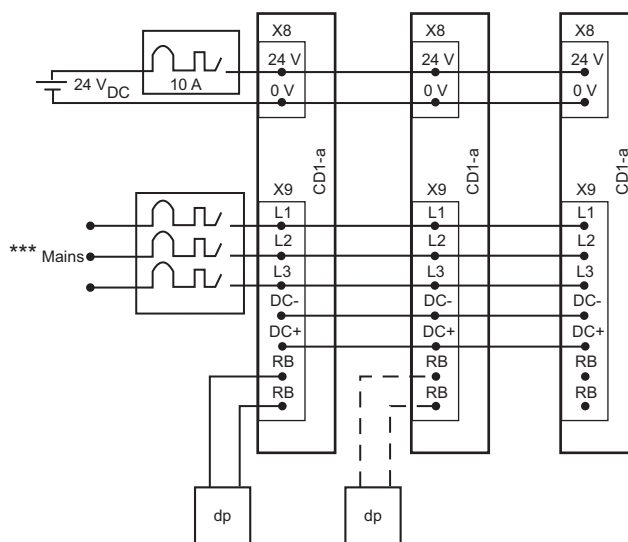 X8 X8 X8
24 V 24 V 24 V
24 V DC 10 A 0 V 0 V 0 V
CD1-a CD1-a CD1-a
X9 X9 X9
L1 L1 L1
*** Mains L2 L2 L2
L3 L3 L3
DC- DC- DC-
DC+ DC+ DC+
RB RB RB
RB RB RB
dp dp